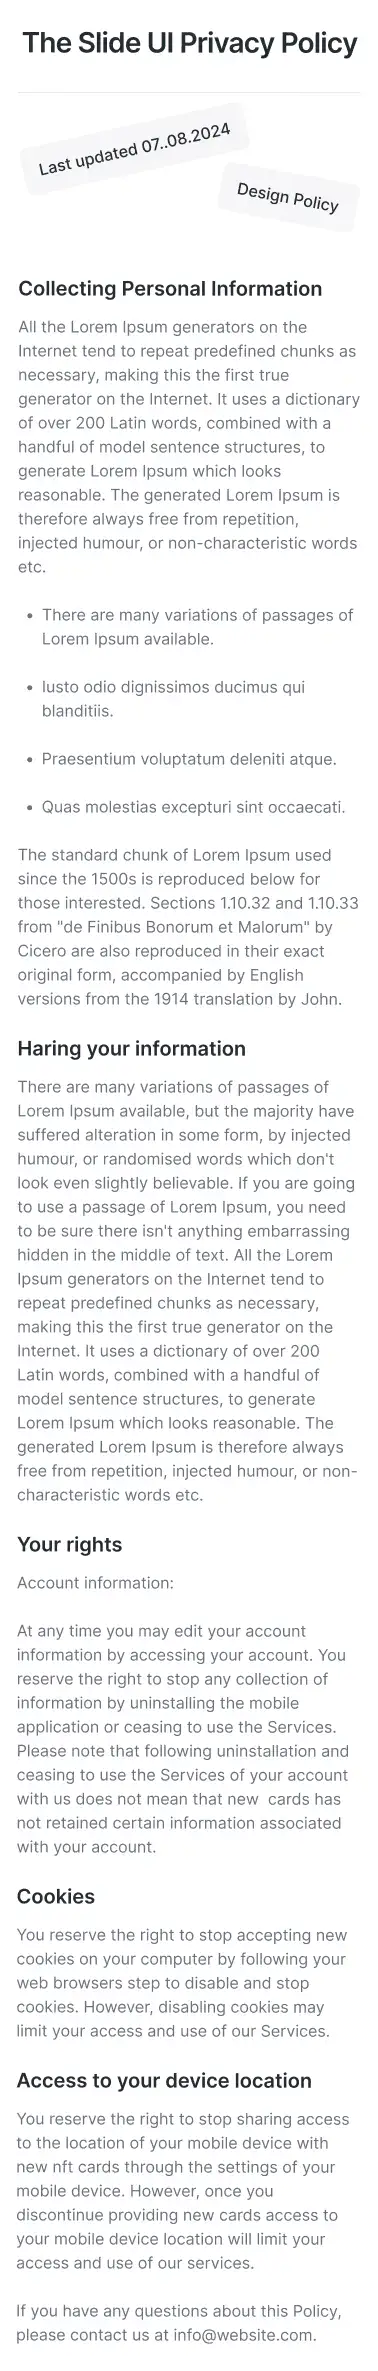 The Slide UI Privacy Policy
Last updated 07..08.2024
Design Policy
Collecting Personal Information
All the Lorem Ipsum generators on the
Internet tend to repeat predefined chunks as
necessary, making this the first true
generator on the Internet. It uses a dictionary
of over 200 Latin words, combined with a
handful of model sentence structures, to
generate Lorem Ipsum which looks
reasonable. The generated Lorem Ipsum is
therefore always free from repetition,
injected humour, or non-characteristic words
etc.
• There are many variations of passages of
Lorem Ipsum available.
• Iusto odio dignissimos ducimus qui
blanditiis.
• Praesentium voluptatum deleniti atque.
• Quas molestias excepturi sint occaecati.
The standard chunk of Lorem Ipsum used
since the 1500s is reproduced below for
those interested. Sections 1.10.32 and 1.10.33
from "de Finibus Bonorum et Malorum" by
Cicero are also reproduced in their exact
original form, accompanied by English
versions from the 1914 translation by John.
Haring your information
There are many variations of passages of
Lorem Ipsum available, but the majority have
suffered alteration in some form, by injected
humour, or randomised words which don't
look even slightly believable. If you are going
to use a passage of Lorem Ipsum, you need
to be sure there isn't anything embarrassing
hidden in the middle of text. All the Lorem
Ipsum generators on the Internet tend to
repeat predefined chunks as necessary,
making this the first true generator on the
Internet. It uses a dictionary of over 200
Latin words, combined with a handful of
model sentence structures, to generate
Lorem Ipsum which looks reasonable. The
generated Lorem Ipsum is therefore always
free from repetition, injected humour, or non-
characteristic words etc.
Your rights
Account information:
At any time you may edit your account
information by accessing your account. You
reserve the right to stop any collection of
information by uninstalling the mobile
application or ceasing to use the Services.
Please note that following uninstallation and
ceasing to use the Services of your account
with us does not mean that new  cards has
not retained certain information associated
with your account.
Cookies
You reserve the right to stop accepting new
cookies on your computer by following your
web browsers step to disable and stop
cookies. However, disabling cookies may
limit your access and use of our Services.
Access to your device location
You reserve the right to stop sharing access
to the location of your mobile device with
new nft cards through the settings of your
mobile device. However, once you
discontinue providing new cards access to
your mobile device location will limit your
access and use of our services.
If you have any questions about this Policy,
please contact us at info@website.com.